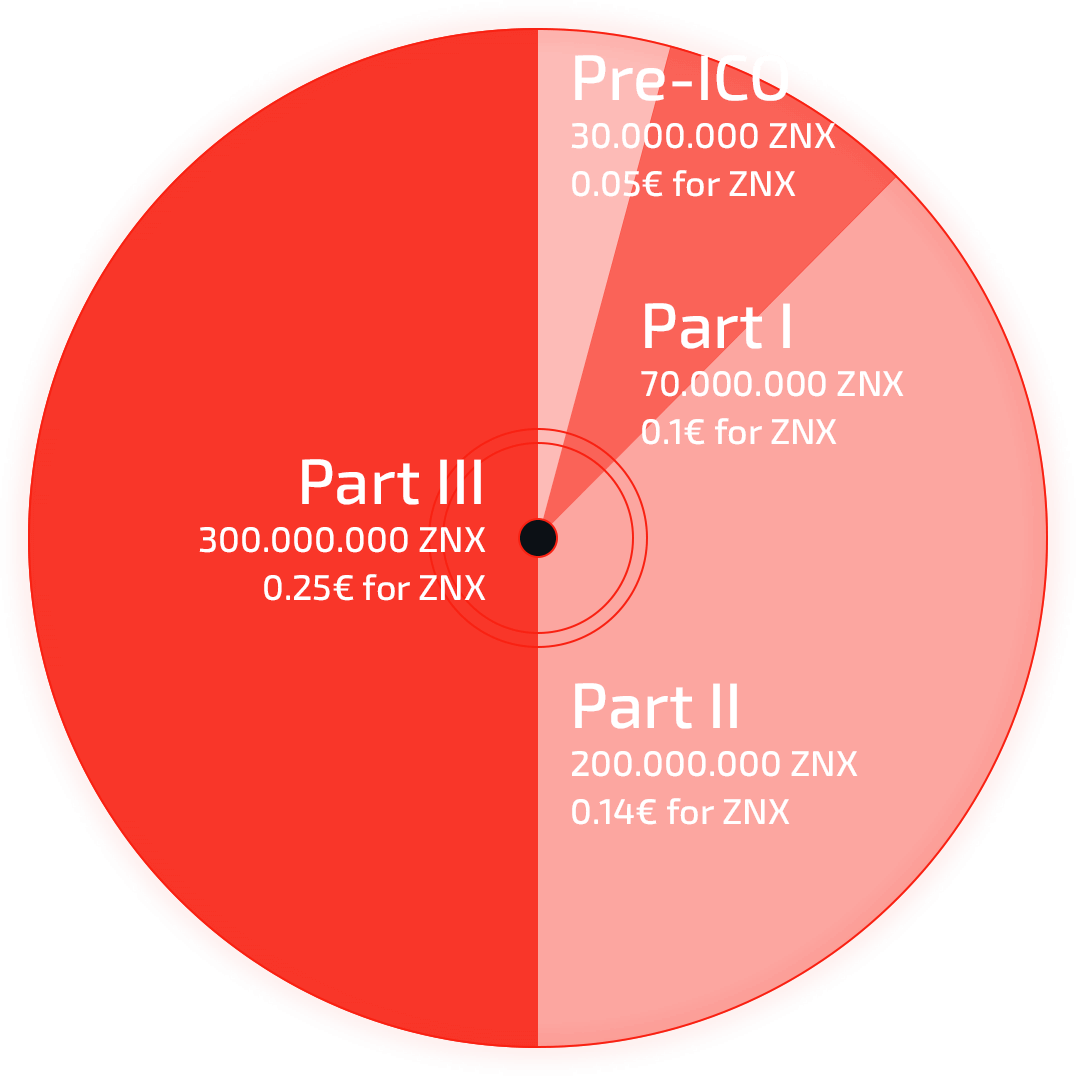 Pre-ICO
30.000.000 ZNX
0.05€ for ZNX
Part I
70.000.000 ZNX
0.1€ for ZNX
Part III
300.000.000 ZNX
0.25€ for ZNX
Part II
200.000.000 ZNX
0.14€ for ZNX